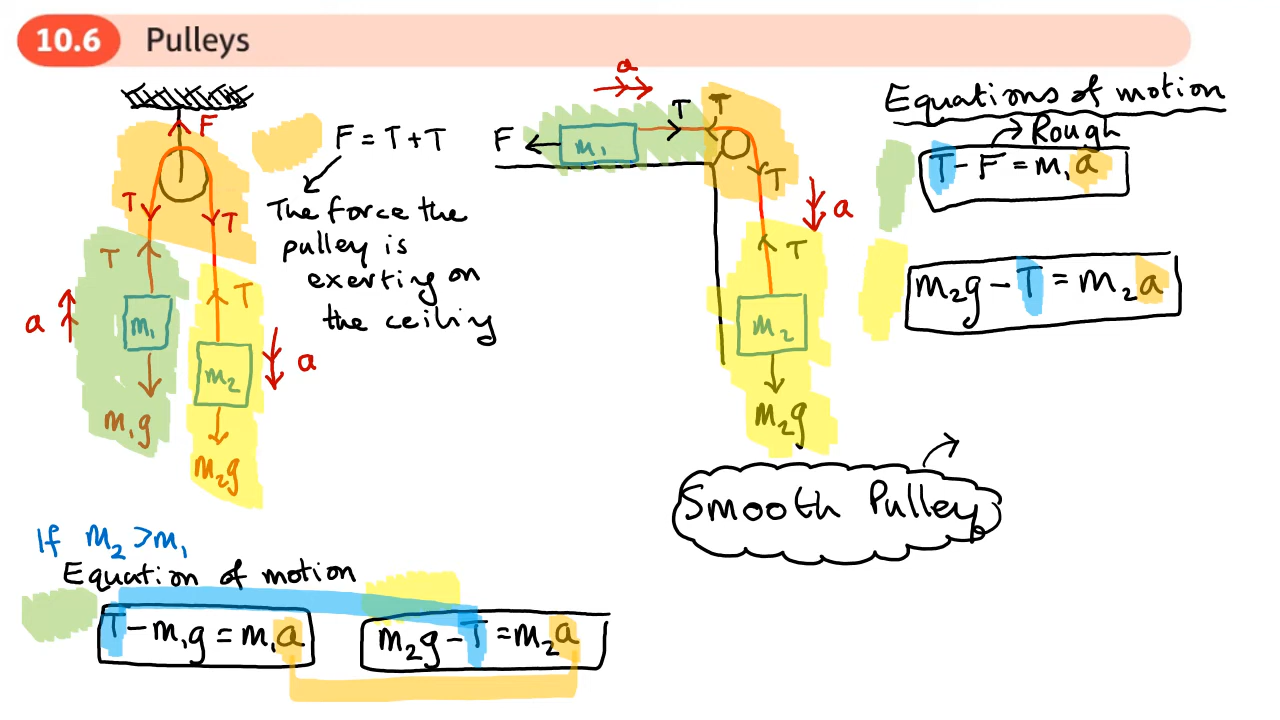 10.6 Pulleys
F
F = T + T
T
T
The force the
pulley is
exerting on
the ceiling
T
T
a
a
m₁
m₂
m₁g
m₂g
If m₂ > m₁
Equation of motion
T - m₁g = m₁a
m₂g - T = m₂a
a
F
m₁
T
T
T
a
T
m₂
m₂g
Smooth Pulley
Equations of motion
Rough
T - F = m₁a
m₂g - T = m₂a